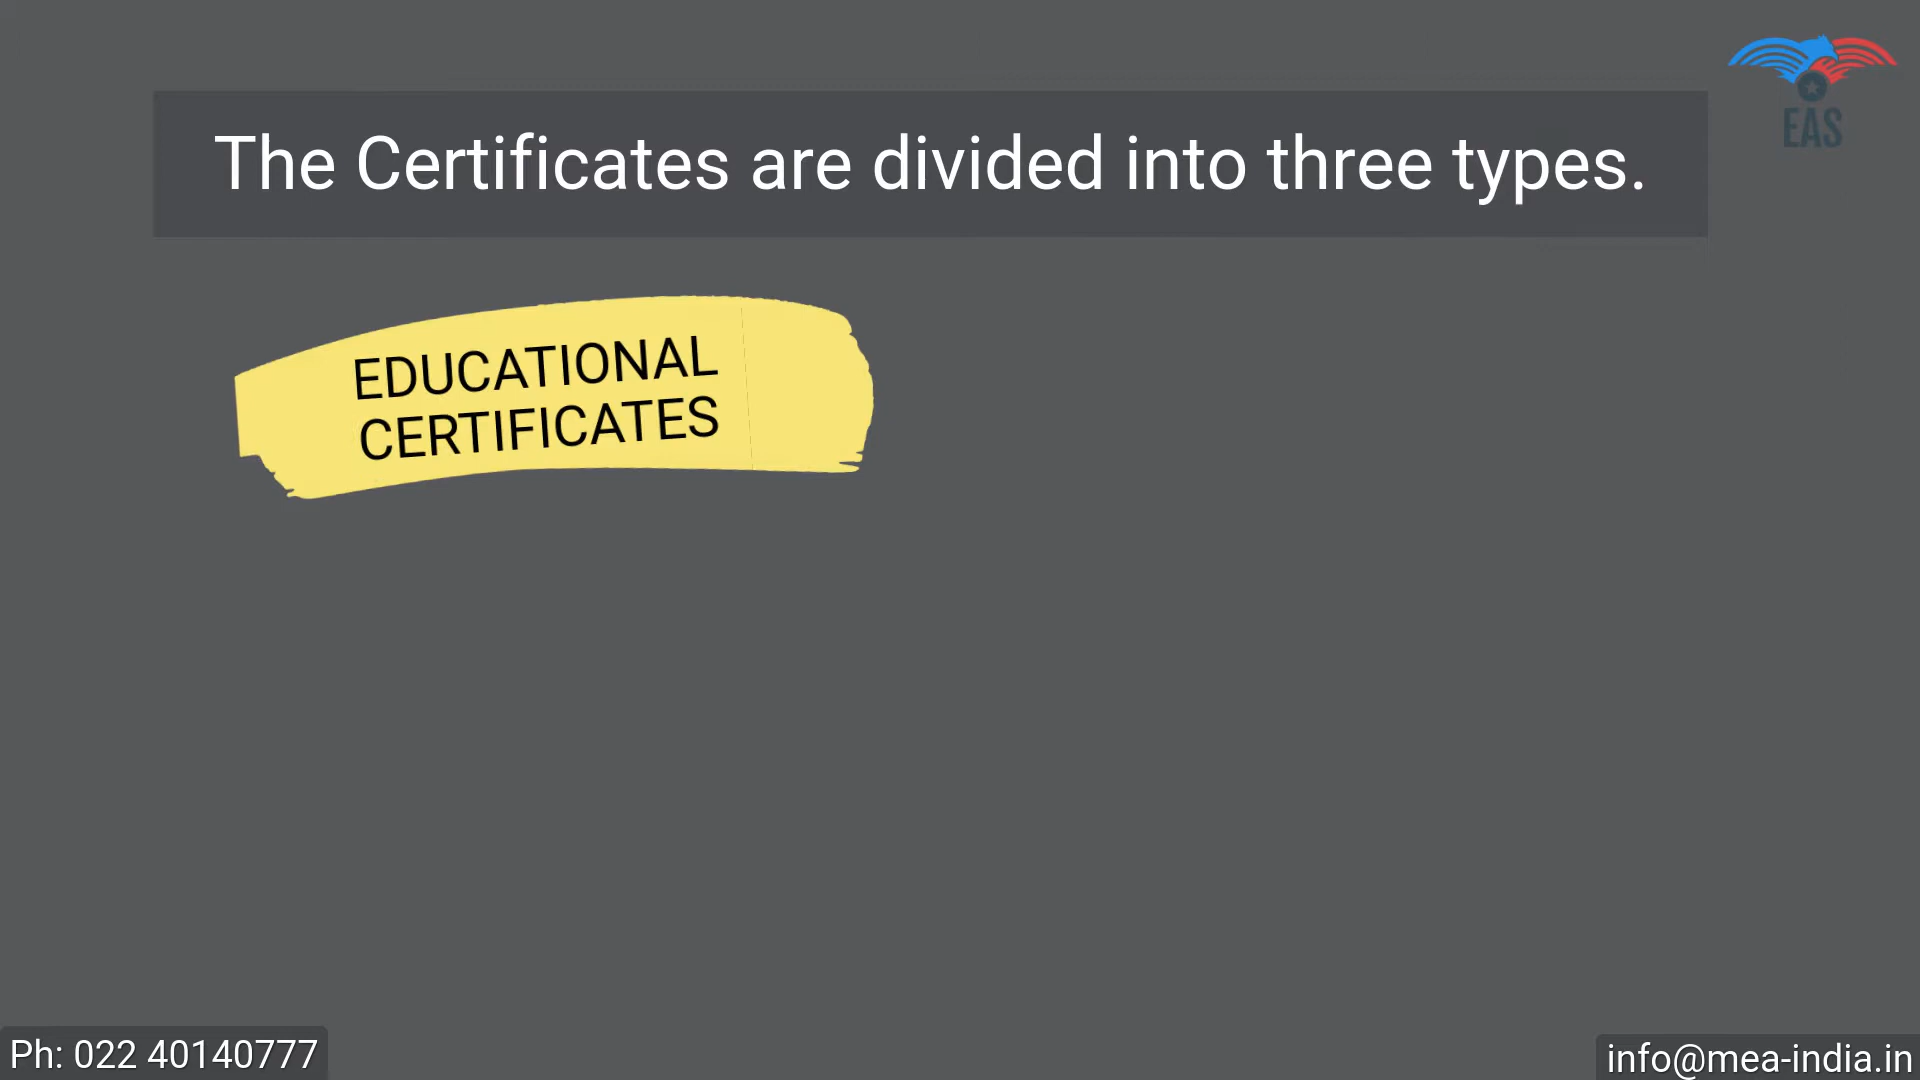 EAS
The Certificates are divided into three types.
EDUCATIONAL
CERTIFICATES
Ph: 022 40140777
info@mea-india.in